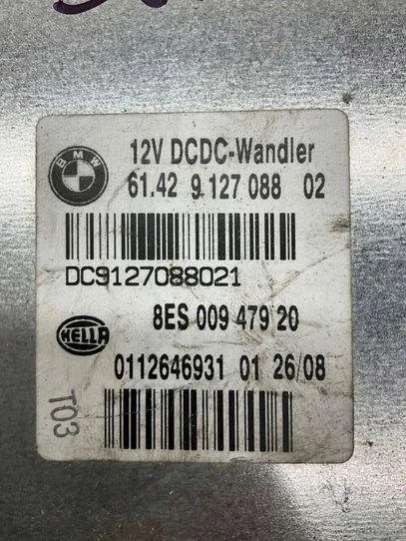 BMW
12V DCDC-Wandler
61.42 9 127 088 02
DC9127088021
8ES 009 479 20
HELLA
0112646931 01 26/08
T03